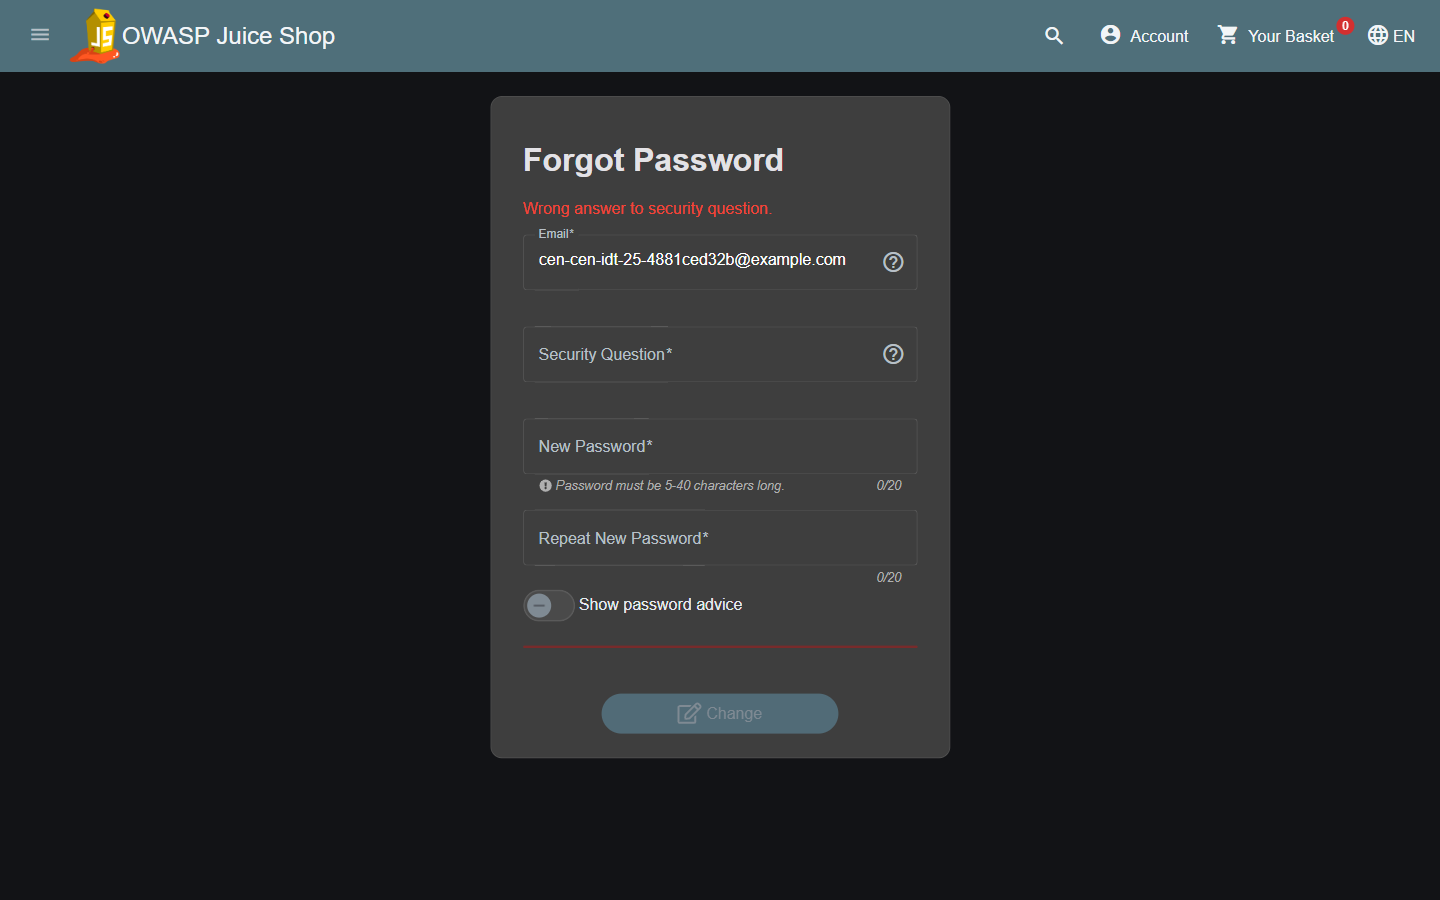 OWASP Juice Shop
Account
Your Basket
0
EN
Forgot Password
Wrong answer to security question.
Email*
cen-cen-idt-25-4881ced32b@example.com
Security Question*
New Password*
Password must be 5-40 characters long.
0/20
Repeat New Password*
0/20
Show password advice
Change